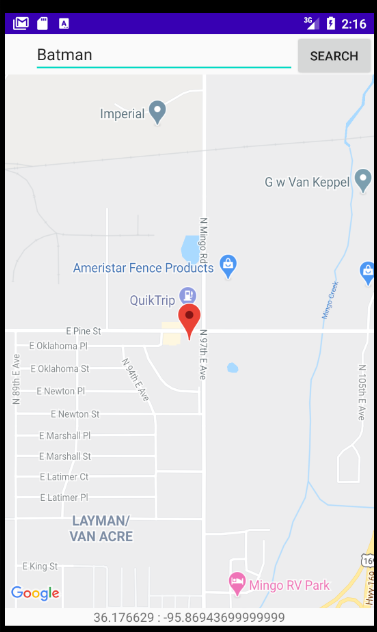 3G 2:16
Batman
SEARCH
Imperial
G w Van Keppel
N Mingo Rd
Ameristar Fence Products
QuikTrip
Mingo Creek
E Pine St
E Oklahoma Pl
N 97th E Ave
N 89th E Ave
N 94th E Ave
E Oklahoma St
N 105th E Ave
E Newton Pl
E Newton St
E Marshall Pl
E Marshall St
E Latimer Ct
E Latimer Pl
LAYMAN/
VAN ACRE
E King St
169
Mingo RV Park
Hwy 169
Google
36.176629 : -95.86943699999999